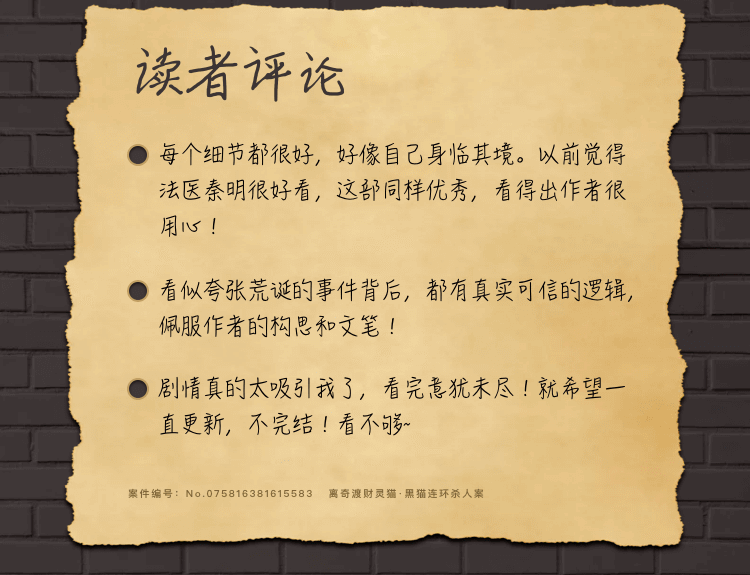 读者评论
每个细节都很好，好像自己身临其境。以前觉得
法医秦明很好看，这部同样优秀，看得出作者很
用心！
看似夸张荒诞的事件背后，都有真实可信的逻辑，
佩服作者的构思和文笔！
剧情真的太吸引我了，看完意犹未尽！就希望一
直更新，不完结！看不够~
案件编号：No.075816381615583 离奇渡财灵猫·黑猫连环杀人案